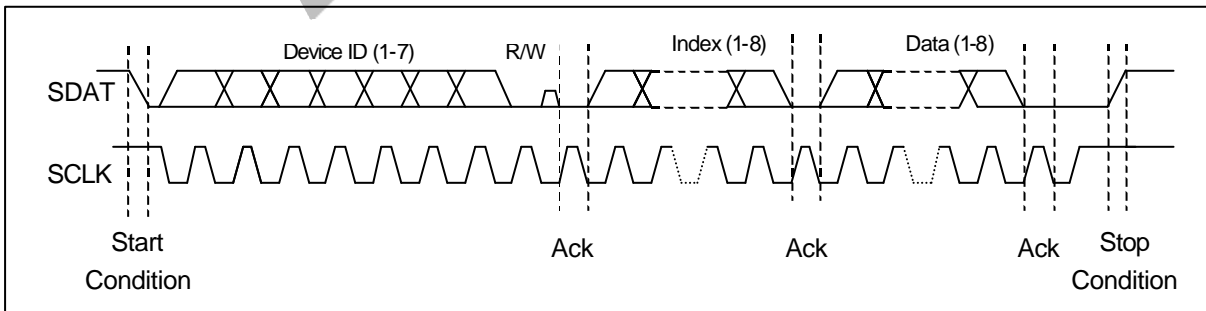 Device ID (1-7)
R/W
Index (1-8)
Data (1-8)
SDAT
SCLK
Start
Condition
Ack
Ack
Ack
Stop
Condition